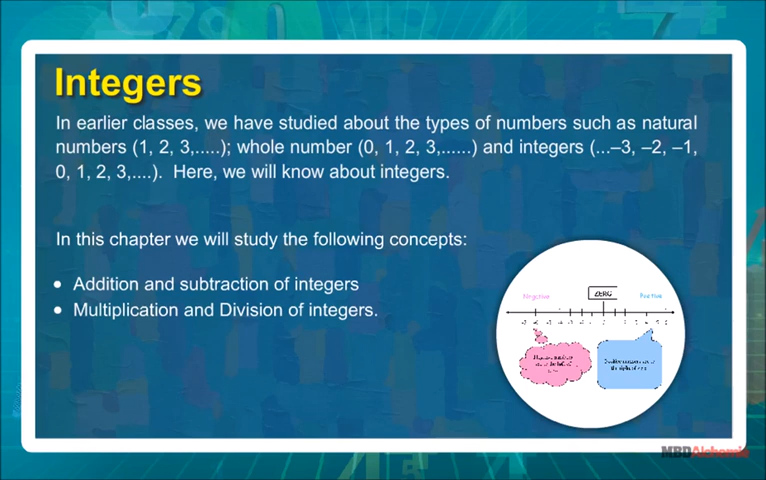 Integers
In earlier classes, we have studied about the types of numbers such as natural
numbers (1, 2, 3,.....); whole number (0, 1, 2, 3,......) and integers (...–3, –2, –1,
0, 1, 2, 3,....). Here, we will know about integers.
In this chapter we will study the following concepts:
• Addition and subtraction of integers
• Multiplication and Division of integers.
Negative
ZERO
Positive
MBDAlchemie